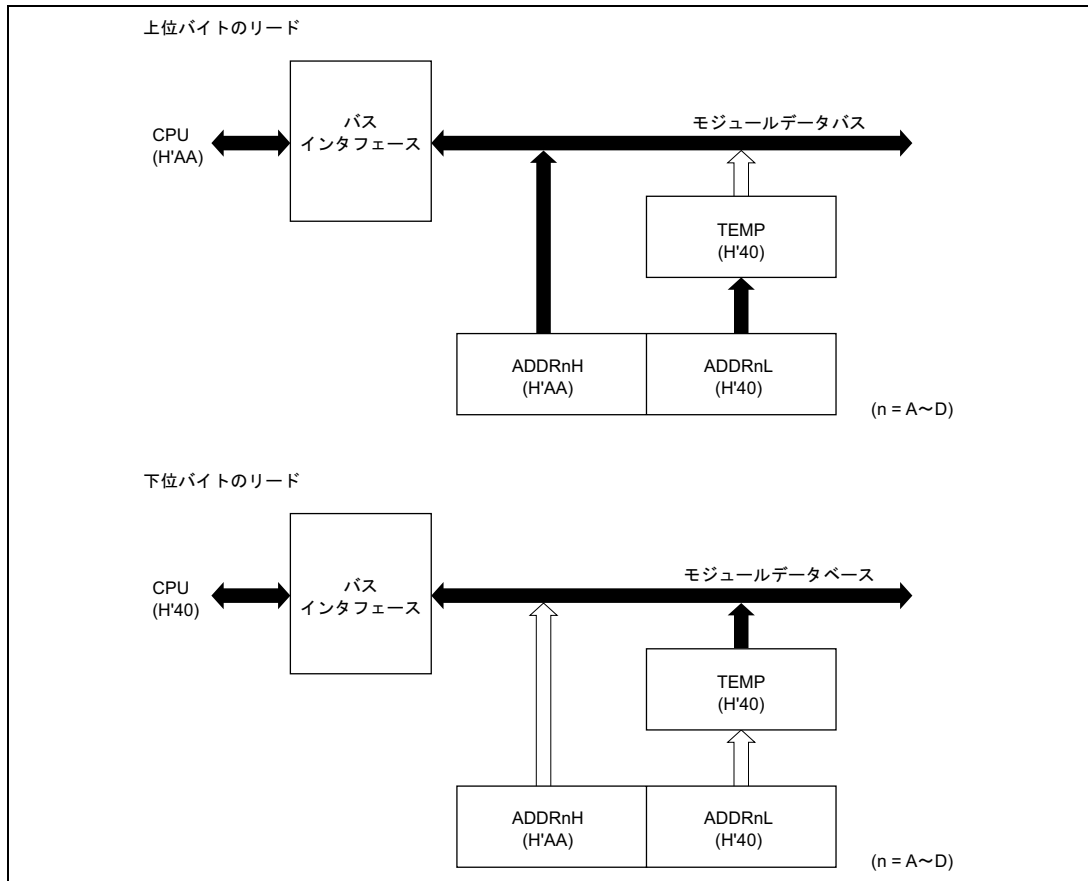 上位バイトのリード
CPU
(H'AA)
バス
インタフェース
モジュールデータバス
TEMP
(H'40)
ADDRnH
(H'AA)
ADDRnL
(H'40)
(n = A～D)
下位バイトのリード
CPU
(H'40)
バス
インタフェース
モジュールデータベース
TEMP
(H'40)
ADDRnH
(H'AA)
ADDRnL
(H'40)
(n = A～D)